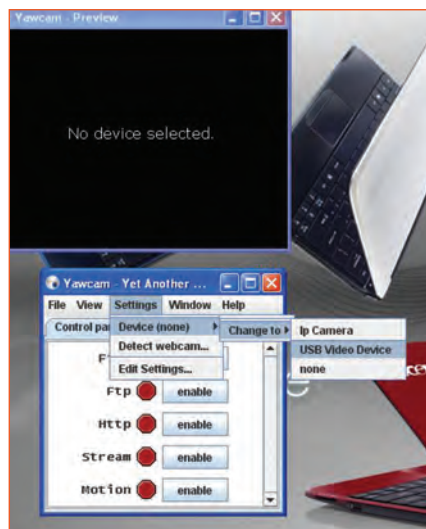 Yawcam - Preview
No device selected.
Yawcam - Yet Another ...
File View Settings Window Help
Control pa
Device (none) Change to Ip Camera
Detect webcam... USB Video Device
Edit Settings... none
F
Ftp enable
Http enable
Stream enable
Motion enable